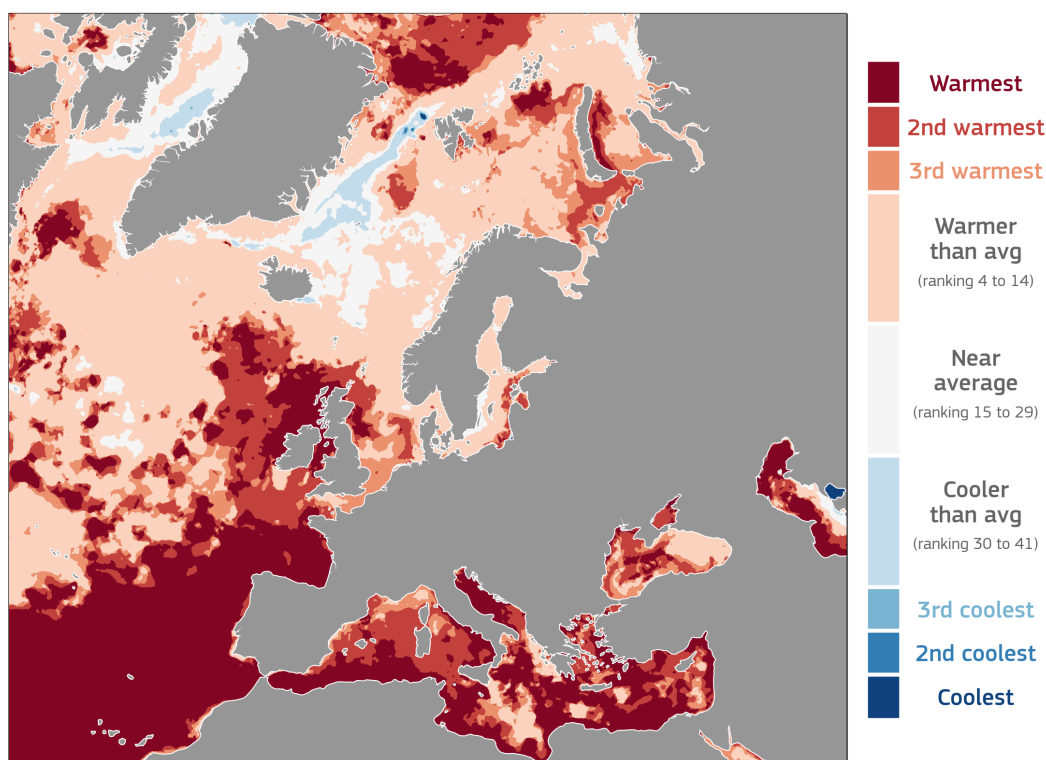 Warmest
2nd warmest
3rd warmest
Warmer
than avg
(ranking 4 to 14)
Near
average
(ranking 15 to 29)
Cooler
than avg
(ranking 30 to 41)
3rd coolest
2nd coolest
Coolest